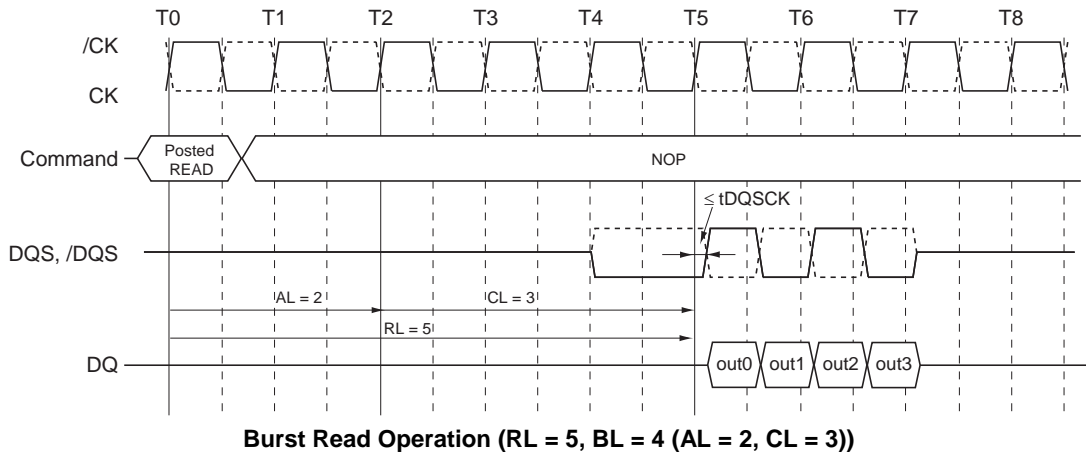 T0 T1 T2 T3 T4 T5 T6 T7 T8
/CK
CK
Command
Posted
READ
NOP
≤ tDQSCK
DQS, /DQS
AL = 2
CL = 3
RL = 5
DQ
out0 out1 out2 out3
Burst Read Operation (RL = 5, BL = 4 (AL = 2, CL = 3))